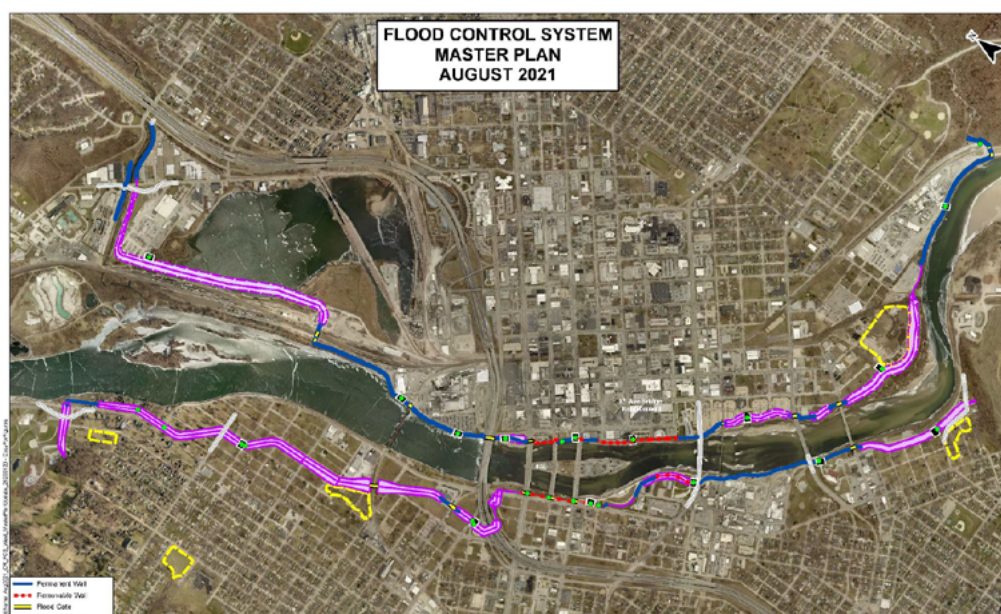 FLOOD CONTROL SYSTEM
MASTER PLAN
AUGUST 2021
N
Permanent Wall
Removable Wall
Flood Gate